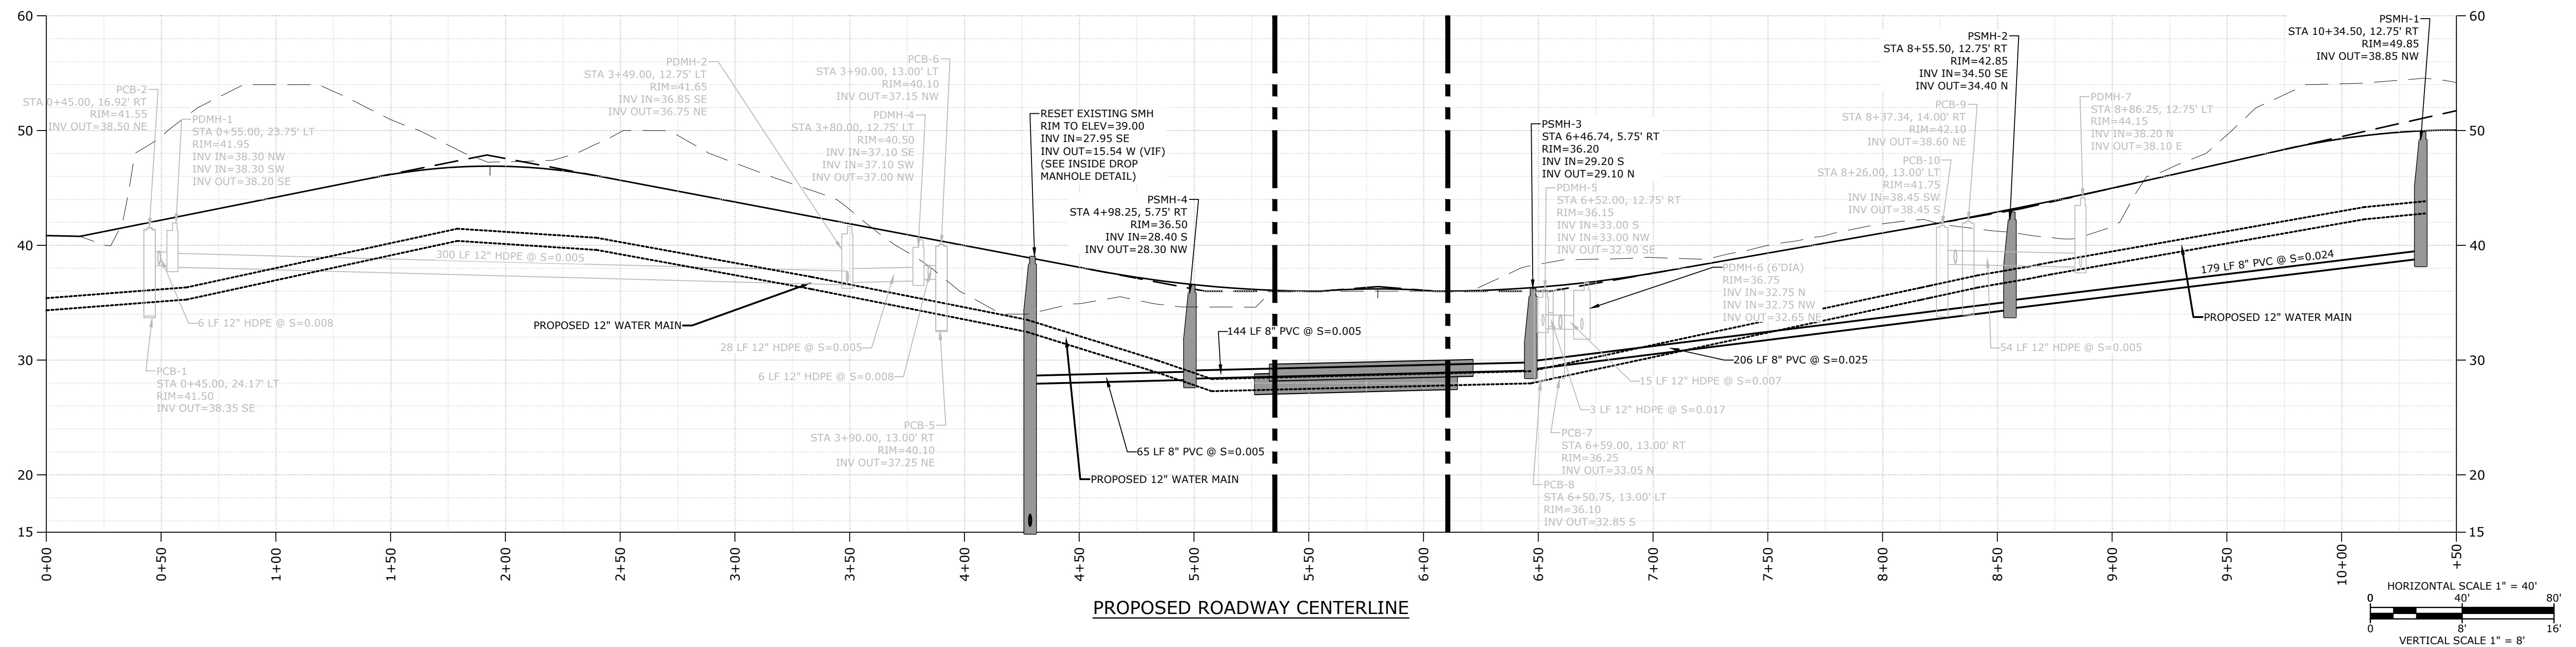 60
50
40
30
20
15
PCB-2
STA 0+45.00, 16.92' RT
RIM=41.55
INV OUT=38.50 NE
PDMH-1
STA 0+55.00, 23.75' LT
RIM=41.95
INV IN=38.30 NW
INV IN=38.30 SW
INV OUT=38.20 SE
6 LF 12" HDPE @ S=0.008
PCB-1
STA 0+45.00, 24.17' LT
RIM=41.50
INV OUT=38.35 SE
300 LF 12" HDPE @ S=0.005
PROPOSED 12" WATER MAIN
PDMH-2
STA 3+49.00, 12.75' LT
RIM=41.65
INV IN=36.85 SE
INV OUT=36.75 NE
PCB-6
STA 3+90.00, 13.00' LT
RIM=40.10
INV OUT=37.15 NW
PDMH-4
STA 3+80.00, 12.75' LT
RIM=40.50
INV IN=37.10 SE
INV IN=37.10 SW
INV OUT=37.00 NW
28 LF 12" HDPE @ S=0.005
6 LF 12" HDPE @ S=0.008
PCB-5
STA 3+90.00, 13.00' RT
RIM=40.10
INV OUT=37.25 NE
RESET EXISTING SMH
RIM TO ELEV=39.00
INV IN=27.95 SE
INV OUT=15.54 W (VIF)
(SEE INSIDE DROP
MANHOLE DETAIL)
PSMH-4
STA 4+98.25, 5.75' RT
RIM=36.50
INV IN=28.40 S
INV OUT=28.30 NW
144 LF 8" PVC @ S=0.005
65 LF 8" PVC @ S=0.005
PROPOSED 12" WATER MAIN
PSMH-3
STA 6+46.74, 5.75' RT
RIM=36.20
INV IN=29.20 S
INV OUT=29.10 N
PDMH-5
STA 6+52.00, 12.75' RT
RIM=36.15
INV IN=33.00 S
INV IN=33.00 NW
INV OUT=32.90 SE
PDMH-6 (6'DIA)
RIM=36.75
INV IN=32.75 N
INV IN=32.75 NW
INV OUT=32.65 NE
206 LF 8" PVC @ S=0.025
15 LF 12" HDPE @ S=0.007
3 LF 12" HDPE @ S=0.017
PCB-7
STA 6+59.00, 13.00' RT
RIM=36.25
INV OUT=33.05 N
PCB-8
STA 6+50.75, 13.00' LT
RIM=36.10
INV OUT=32.85 S
PSMH-2
STA 8+55.50, 12.75' RT
RIM=42.85
INV IN=34.50 SE
INV OUT=34.40 N
PCB-9
STA 8+37.34, 14.00' RT
RIM=42.10
INV OUT=38.60 NE
PCB-10
STA 8+26.00, 13.00' LT
RIM=41.75
INV IN=38.45 SW
INV OUT=38.45 S
PDMH-7
STA 8+86.25, 12.75' LT
RIM=44.15
INV IN=38.20 N
INV OUT=38.10 E
54 LF 12" HDPE @ S=0.005
179 LF 8" PVC @ S=0.024
PROPOSED 12" WATER MAIN
PSMH-1
STA 10+34.50, 12.75' RT
RIM=49.85
INV OUT=38.85 NW
60
50
40
30
20
15
0+00
0+50
1+00
1+50
2+00
2+50
3+00
3+50
4+00
4+50
5+00
5+50
6+00
6+50
7+00
7+50
8+00
8+50
9+00
9+50
10+00
+50
PROPOSED ROADWAY CENTERLINE
HORIZONTAL SCALE 1" = 40'
0 40' 80'
0 8' 16'
VERTICAL SCALE 1" = 8'